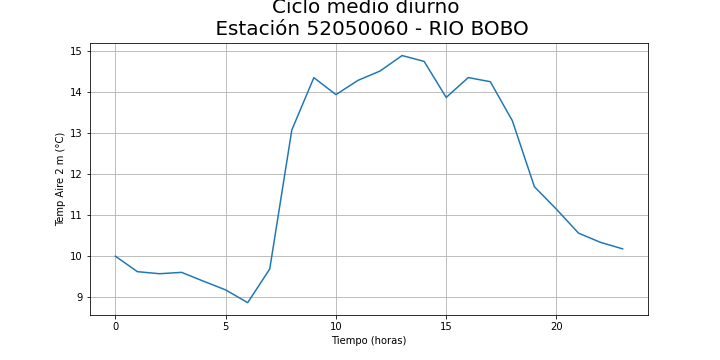 Ciclo medio diurno
Estación 52050060 - RIO BOBO
15
14
13
12
11
10
9
Temp Aire 2 m (°C)
0 5 10 15 20
Tiempo (horas)